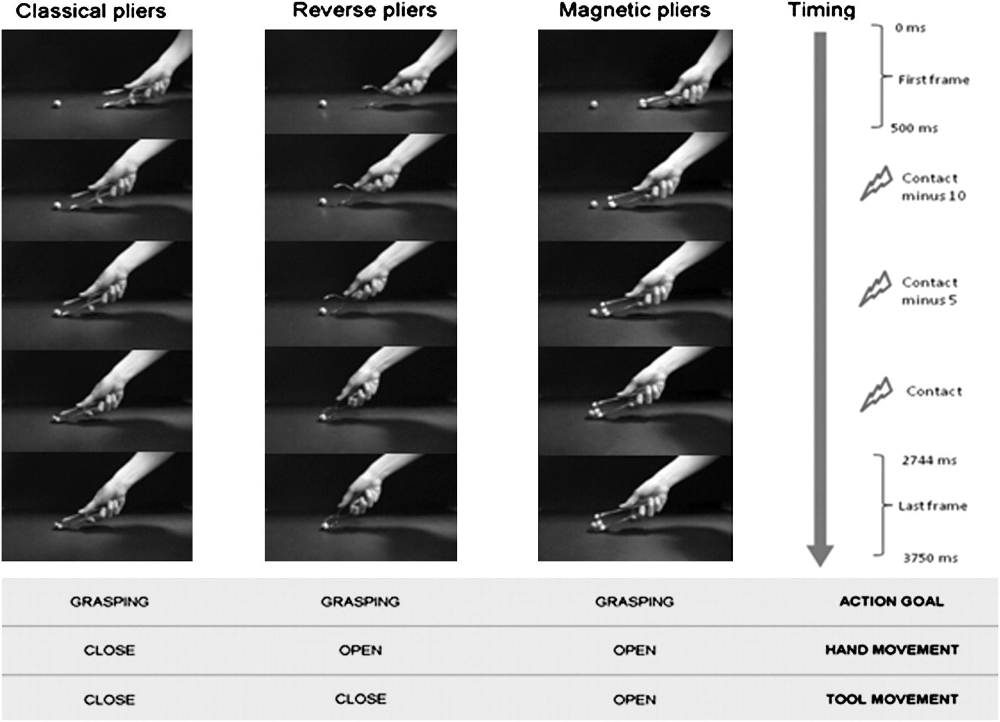 Classical pliers
Reverse pliers
Magnetic pliers
Timing
0 ms
First frame
500 ms
Contact
minus 10
Contact
minus 5
Contact
2744 ms
Last frame
3750 ms
GRASPING GRASPING GRASPING ACTION GOAL
CLOSE OPEN OPEN HAND MOVEMENT
CLOSE CLOSE OPEN TOOL MOVEMENT